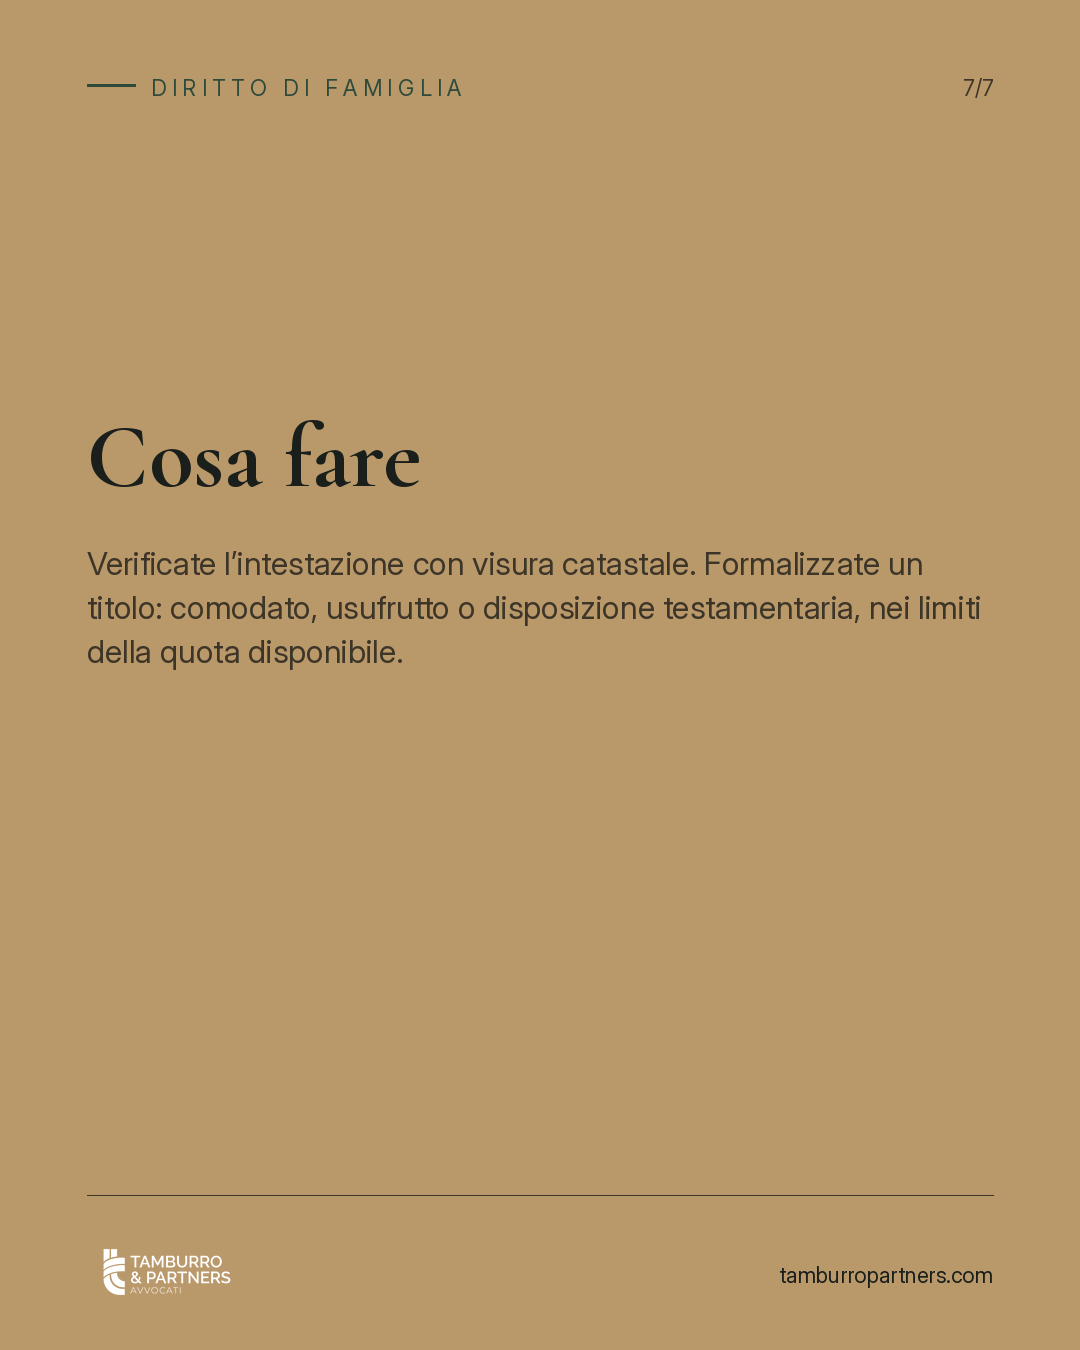 DIRITTO DI FAMIGLIA
7/7
Cosa fare
Verificate l’intestazione con visura catastale. Formalizzate un
titolo: comodato, usufrutto o disposizione testamentaria, nei limiti
della quota disponibile.
TAMBURRO
& PARTNERS
AVVOCATI
tamburropartners.com